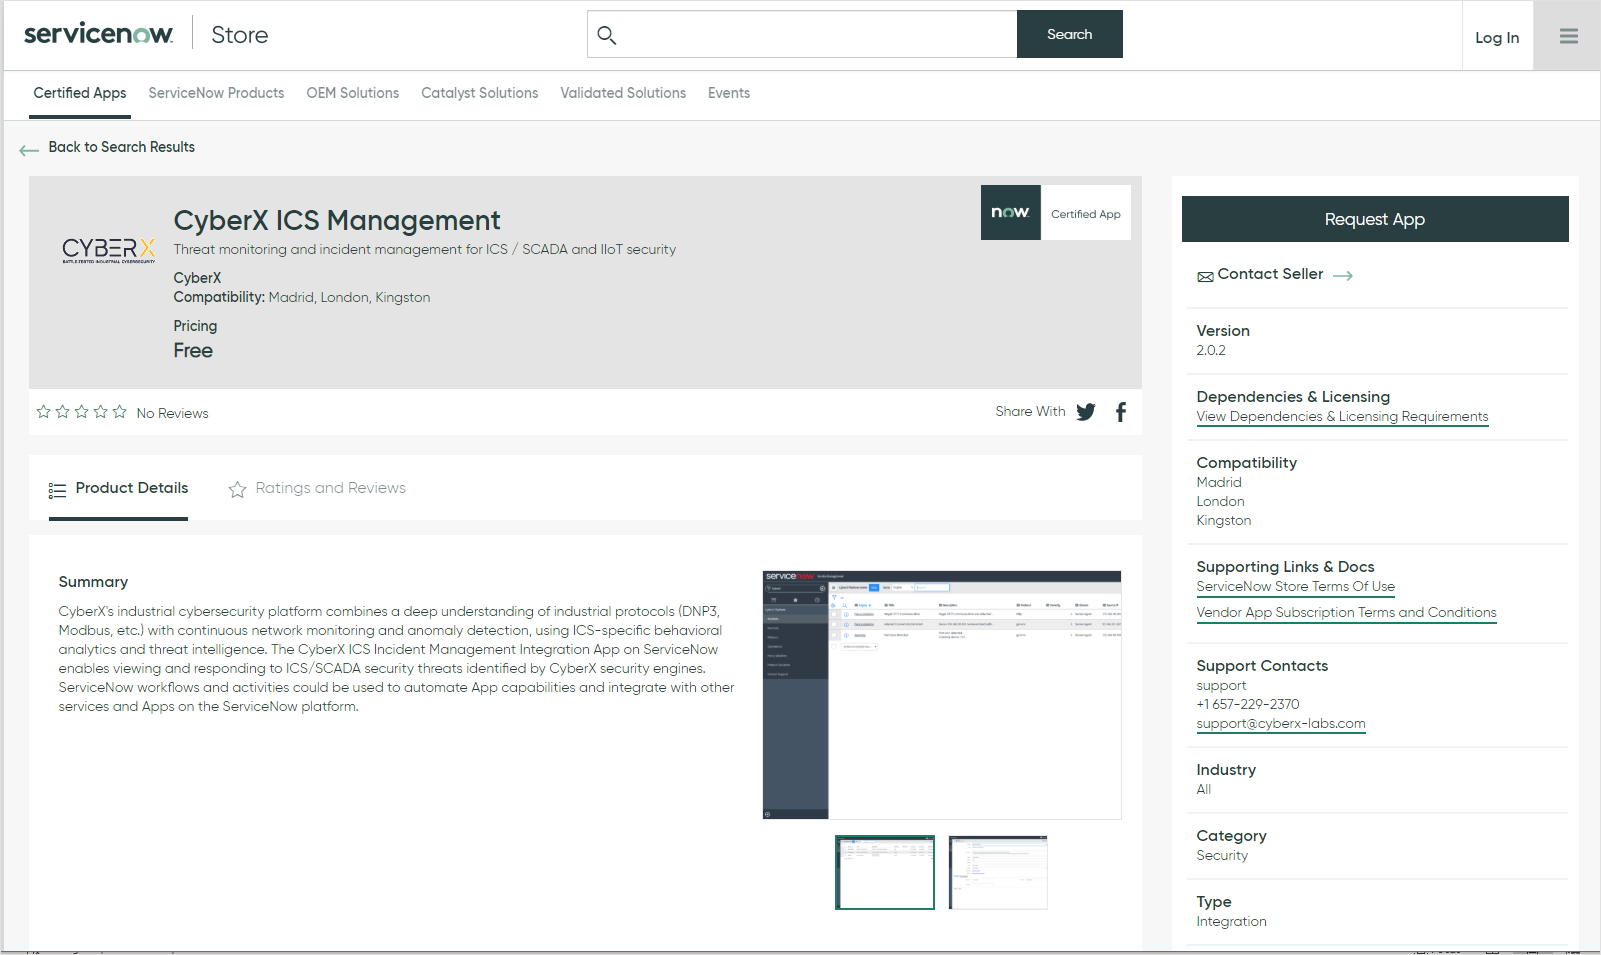 servicenow Store
Search
Log In
Certified Apps ServiceNow Products OEM Solutions Catalyst Solutions Validated Solutions Events
Back to Search Results
CyberX ICS Management
Threat monitoring and incident management for ICS / SCADA and IIoT security
CYBERX
BATTLE-TESTED INDUSTRIAL CYBERSECURITY
CyberX
Compatibility: Madrid, London, Kingston
Pricing
Free
now Certified App
No Reviews
Share With
Product Details
Ratings and Reviews
Summary
CyberX's industrial cybersecurity platform combines a deep understanding of industrial protocols (DNP3,
Modbus, etc.) with continuous network monitoring and anomaly detection, using ICS-specific behavioral
analytics and threat intelligence. The CyberX ICS Incident Management Integration App on ServiceNow
enables viewing and responding to ICS/SCADA security threats identified by CyberX security engines.
ServiceNow workflows and activities could be used to automate App capabilities and integrate with other
services and Apps on the ServiceNow platform.
servicenow
Request App
Contact Seller
Version
2.0.2
Dependencies & Licensing
View Dependencies & Licensing Requirements
Compatibility
Madrid
London
Kingston
Supporting Links & Docs
ServiceNow Store Terms Of Use
Vendor App Subscription Terms and Conditions
Support Contacts
support
+1 657-229-2370
support@cyberx-labs.com
Industry
All
Category
Security
Type
Integration